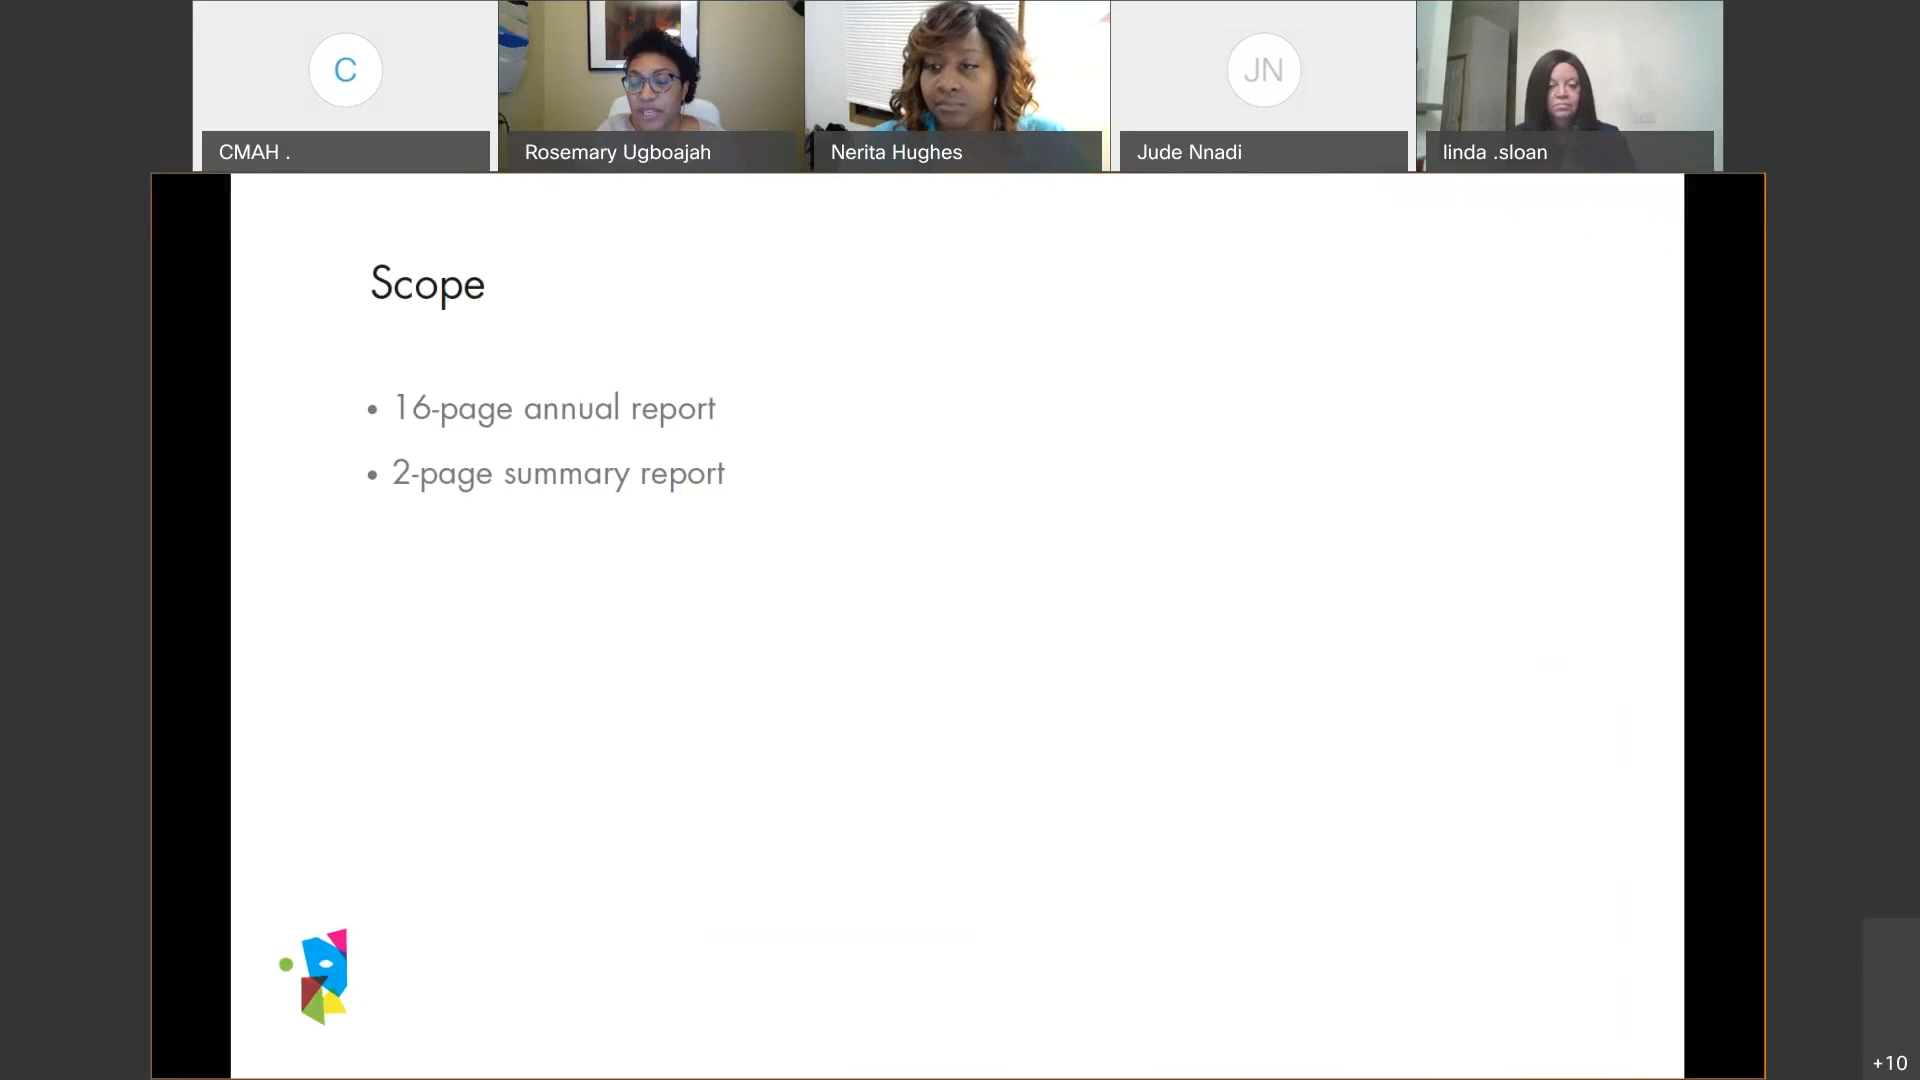 C
JN
CMAH .
Rosemary Ugboajah
Nerita Hughes
Jude Nnadi
linda .sloan
Scope
• 16-page annual report
• 2-page summary report
+10